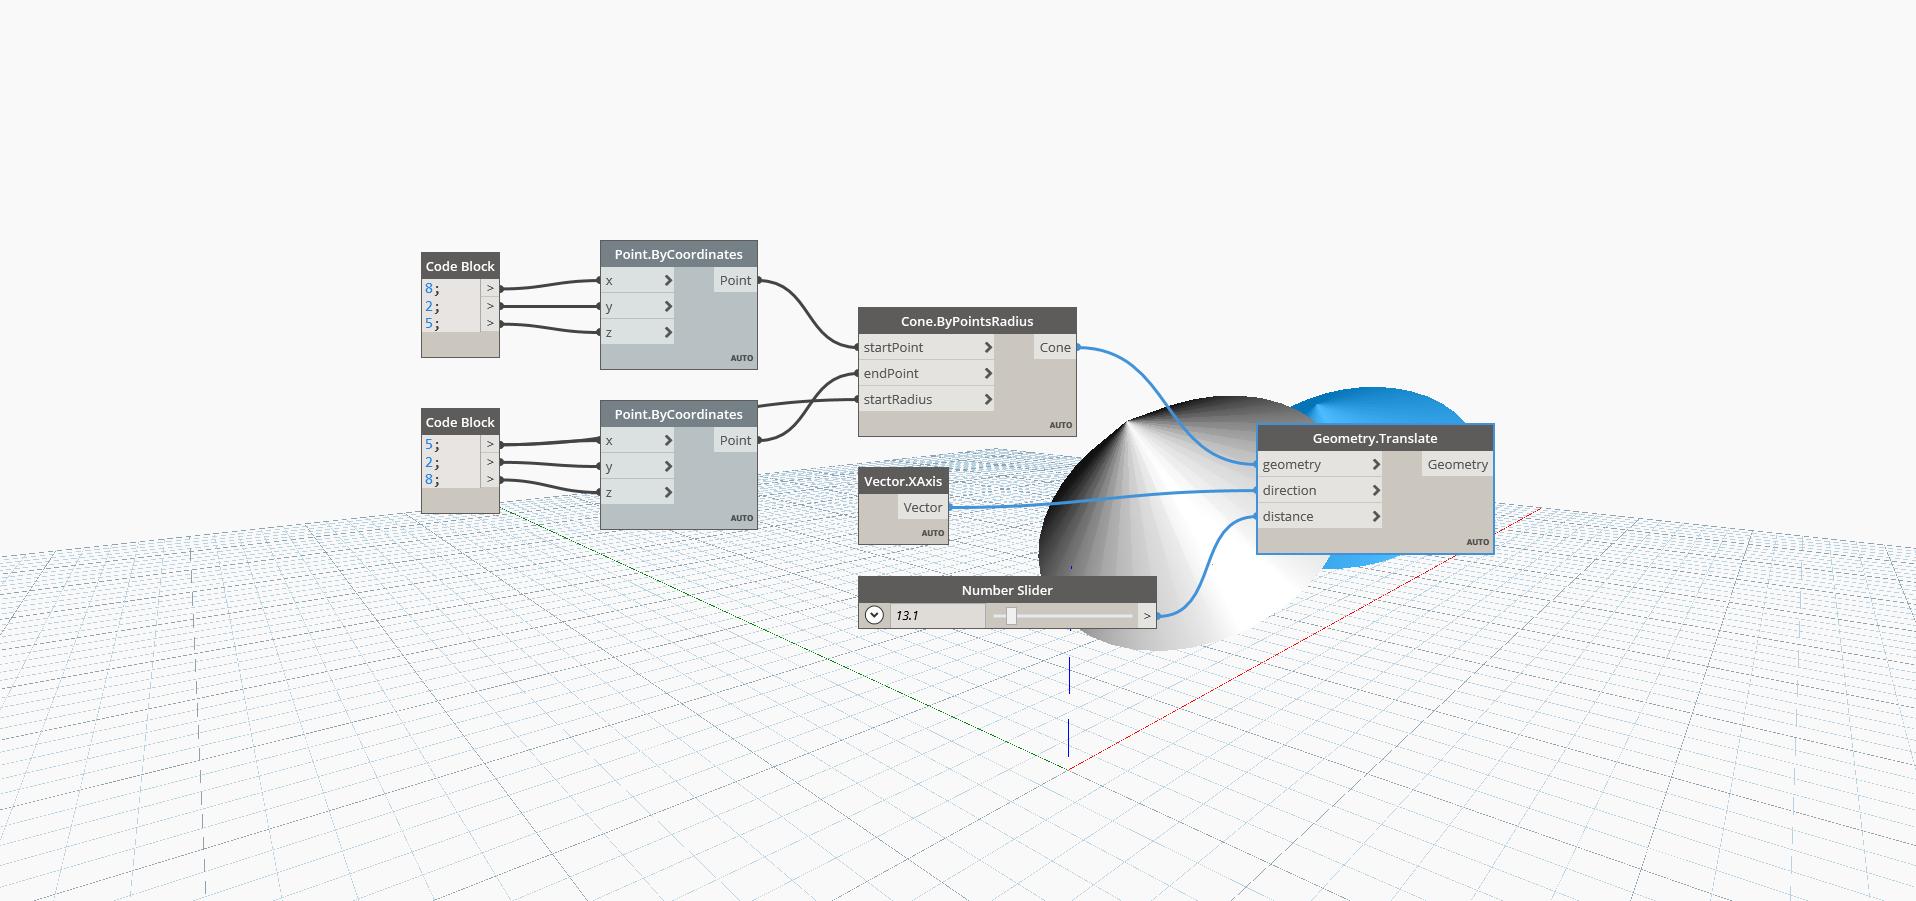 Code Block
8; >
2; >
5; >
Point.ByCoordinates
x Point
y
z
AUTO
Code Block
5; >
2; >
8; >
Point.ByCoordinates
x Point
y
z
AUTO
Cone.ByPointsRadius
startPoint Cone
endPoint
startRadius
AUTO
Vector.XAxis
Vector
AUTO
Number Slider
13.1 >
Geometry.Translate
geometry Geometry
direction
distance
AUTO